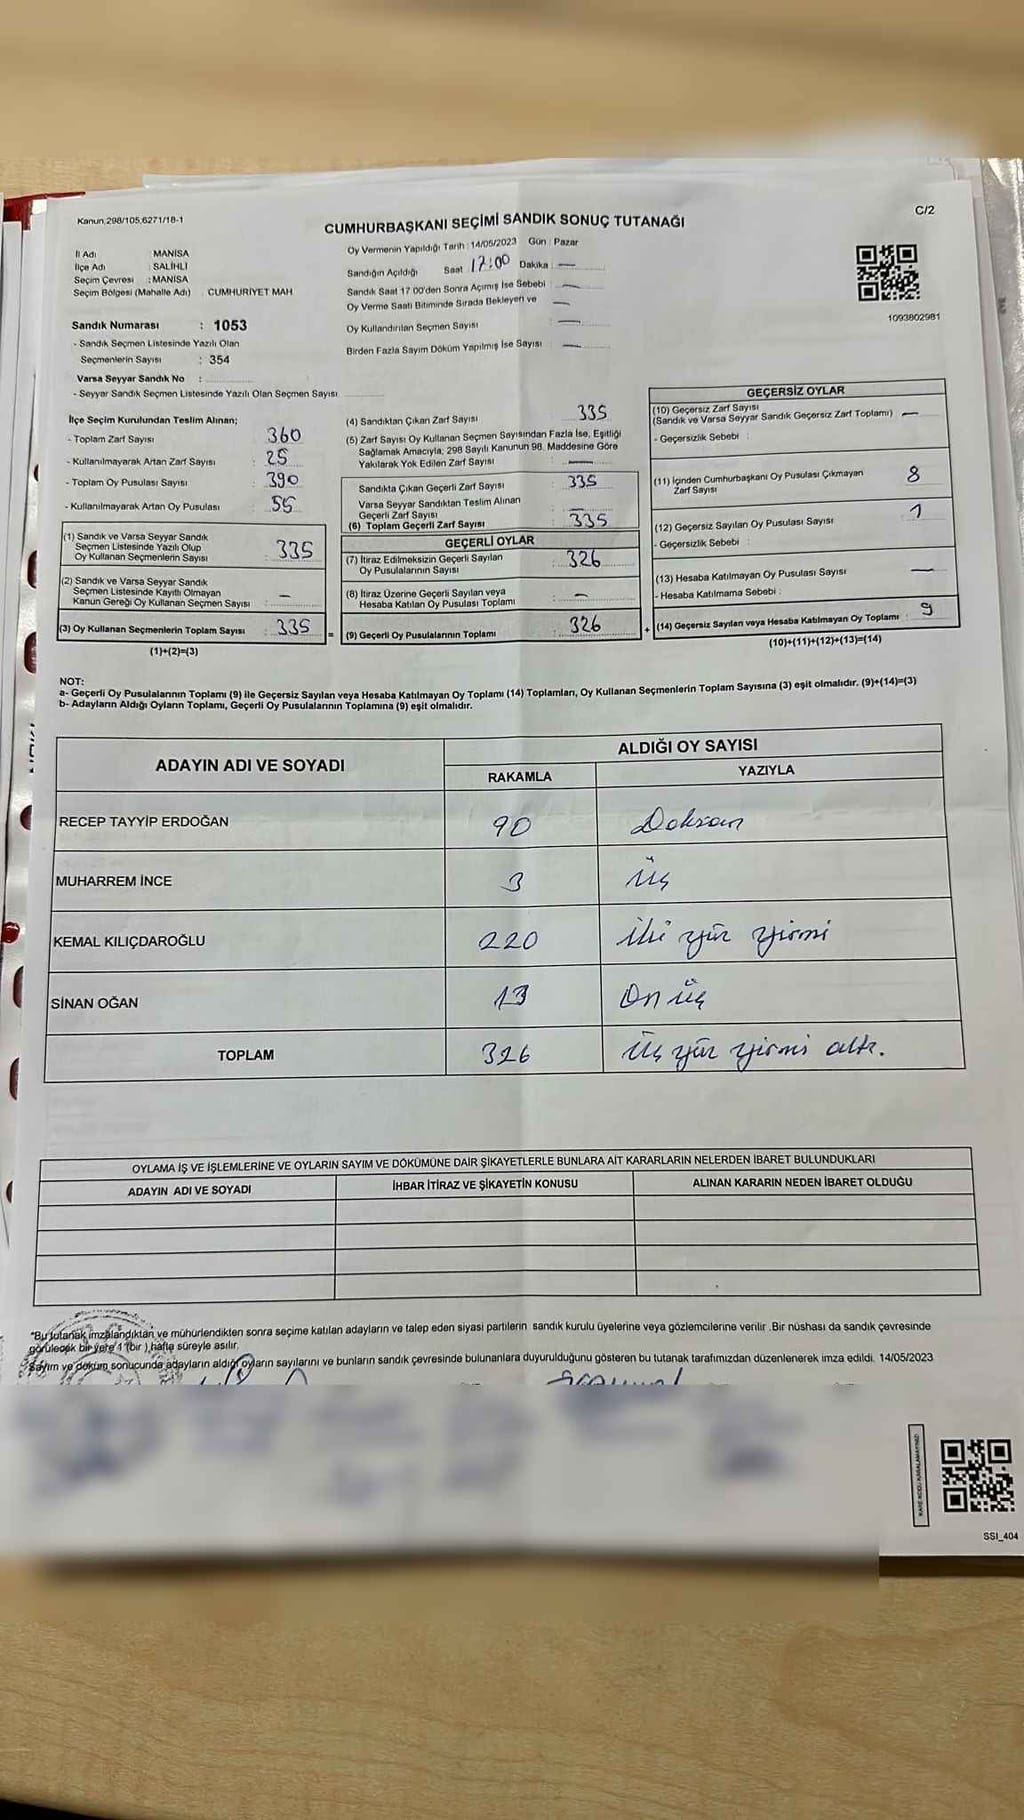 Kanun,298/105,6271/18-1
C/2
CUMHURBAŞKANI SEÇİMİ SANDIK SONUÇ TUTANAĞI
İl Adı : MANİSA
İlçe Adı : SALİHLİ
Seçim Çevresi : MANİSA
Seçim Bölgesi (Mahalle Adı) CUMHURİYET MAH
Sandık Numarası : 1053
- Sandık Seçmen Listesinde Yazılı Olan
Seçmenlerin Sayısı : 354
Varsa Seyyar Sandık No :
- Seyyar Sandık Seçmen Listesinde Yazılı Olan Seçmen Sayısı
Oy Vermenin Yapıldığı Tarih : 14/05/2023 Gün : Pazar
Sandığın Açıldığı Saat 17:00 Dakika —
Sandık Saat 17:00'den Sonra Açımış İse Sebebi : —
Oy Verme Saati Bitiminde Sırada Bekleyen ve —
Oy Kullandırılan Seçmen Sayısı —
Birden Fazla Sayım Döküm Yapılmış İse Sayısı —
1093802981
İlçe Seçim Kurulundan Teslim Alınan;
- Toplam Zarf Sayısı : 360
- Kullanılmayarak Artan Zarf Sayısı : 25
- Toplam Oy Pusulası Sayısı : 390
- Kullanılmayarak Artan Oy Pusulası : 55
(1) Sandık ve Varsa Seyyar Sandık
Seçmen Listesinde Yazılı Olup
Oy Kullanan Seçmenlerin Sayısı : 335
(2) Sandık ve Varsa Seyyar Sandık
Seçmen Listesinde Kayıtlı Olmayan
Kanun Gereği Oy Kullanan Seçmen Sayısı : —
(3) Oy Kullanan Seçmenlerin Toplam Sayısı : 335
(1)+(2)=(3)
=
(4) Sandıktan Çıkan Zarf Sayısı 335
(5) Zarf Sayısı Oy Kullanan Seçmen Sayısından Fazla İse, Eşitliği
Sağlamak Amacıyla; 298 Sayılı Kanunun 98. Maddesine Göre
Yakılarak Yok Edilen Zarf Sayısı : —
Sandıkta Çıkan Geçerli Zarf Sayısı : 335
Varsa Seyyar Sandıktan Teslim Alınan
Geçerli Zarf Sayısı : —
(6) Toplam Geçerli Zarf Sayısı : 335
GEÇERLİ OYLAR
(7) İtiraz Edilmeksizin Geçerli Sayılan
Oy Pusulalarının Sayısı : 326
(8) İtiraz Üzerine Geçerli Sayılan veya
Hesaba Katılan Oy Pusulası Toplamı : —
(9) Geçerli Oy Pusulalarının Toplamı : 326
+
GEÇERSİZ OYLAR
(10) Geçersiz Zarf Sayısı
(Sandık ve Varsa Seyyar Sandık Geçersiz Zarf Toplamı) —
- Geçersizlik Sebebi :
(11) İçinden Cumhurbaşkanı Oy Pusulası Çıkmayan
Zarf Sayısı 8
(12) Geçersiz Sayılan Oy Pusulası Sayısı 1
- Geçersizlik Sebebi :
(13) Hesaba Katılmayan Oy Pusulası Sayısı —
- Hesaba Katılmama Sebebi :
(14) Geçersiz Sayılan veya Hesaba Katılmayan Oy Toplamı : 9
(10)+(11)+(12)+(13)=(14)
NOT:
a- Geçerli Oy Pusulalarının Toplamı (9) ile Geçersiz Sayılan veya Hesaba Katılmayan Oy Toplamı (14) Toplamları, Oy Kullanan Seçmenlerin Toplam Sayısına (3) eşit olmalıdır. (9)+(14)=(3)
b- Adayların Aldığı Oyların Toplamı, Geçerli Oy Pusulalarının Toplamına (9) eşit olmalıdır.
ADAYIN ADI VE SOYADI
ALDIĞI OY SAYISI
RAKAMLA YAZIYLA
RECEP TAYYİP ERDOĞAN 90 Doksan
MUHARREM İNCE 3 üç
KEMAL KILIÇDAROĞLU 220 iki yüz yirmi
SİNAN OĞAN 13 On üç
TOPLAM 326 Üç yüz yirmi altı.
OYLAMA İŞ VE İŞLEMLERİNE VE OYLARIN SAYIM VE DÖKÜMÜNE DAİR ŞİKAYETLERLE BUNLARA AİT KARARLARIN NELERDEN İBARET BULUNDUKLARI
ADAYIN ADI VE SOYADI İHBAR İTİRAZ VE ŞİKAYETİN KONUSU ALINAN KARARIN NEDEN İBARET OLDUĞU
"Bu tutanak imzalandıktan ve mühürlendikten sonra seçime katılan adayların ve talep eden siyasi partilerin sandık kurulu üyelerine veya gözlemcilerine verilir. Bir nüshası da sandık çevresinde
görülecek bir yere 1 (bir) hafta süreyle asılır.
Sayım ve döküm sonucunda adayların aldığı oyların sayılarını ve bunların sandık çevresinde bulunanlara duyurulduğunu gösteren bu tutanak tarafımızdan düzenlenerek imza edildi. 14/05/2023
KARE KODU KARALAMAYINIZ!
SSI_404